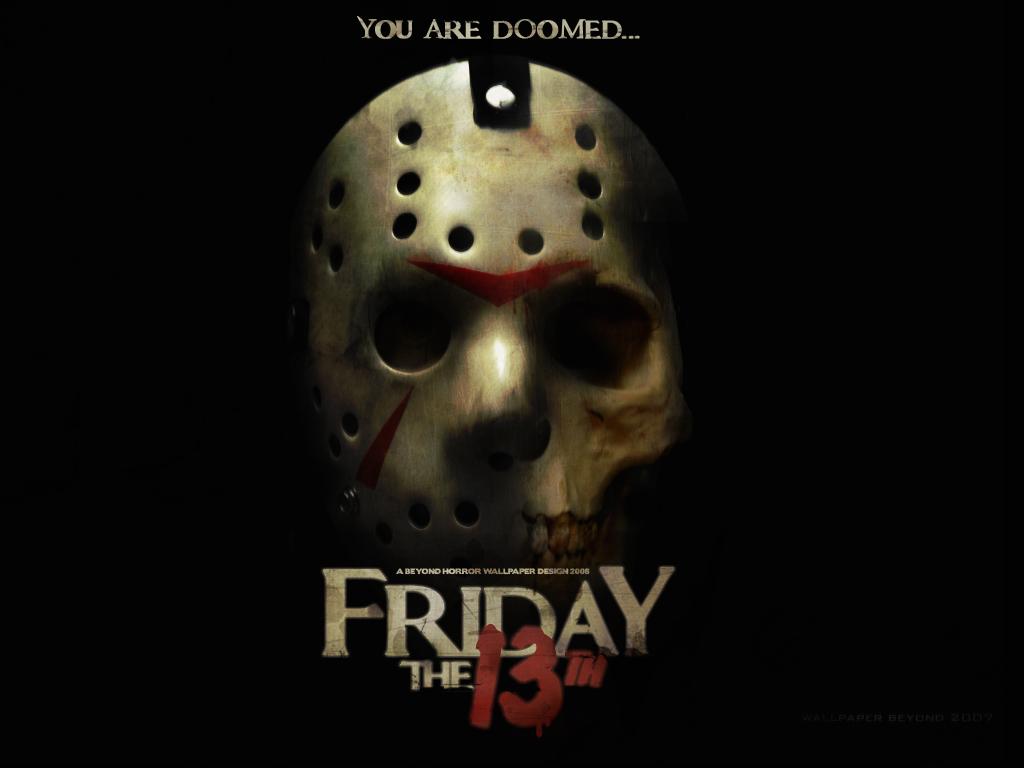 YOU ARE DOOMED...
A BEYOND HORROR WALLPAPER DESIGN 2008
FRIDAY
THE 13TH
WALLPAPER BEYOND 2007